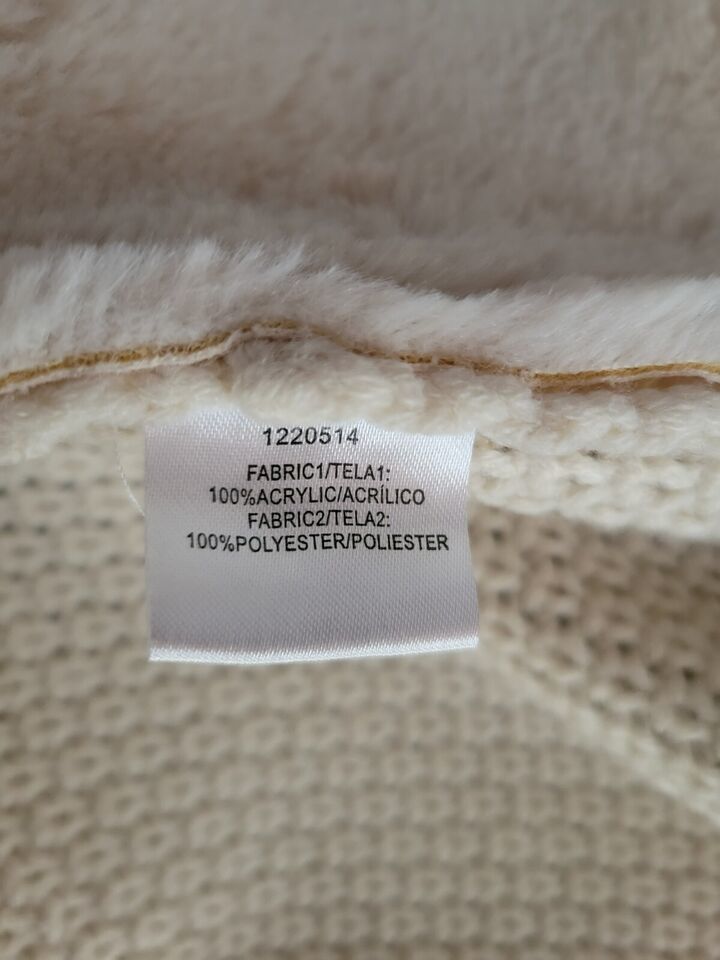 1220514
FABRIC1/TELA1:
100%ACRYLIC/ACRÍLICO
FABRIC2/TELA2:
100%POLYESTER/POLIESTER